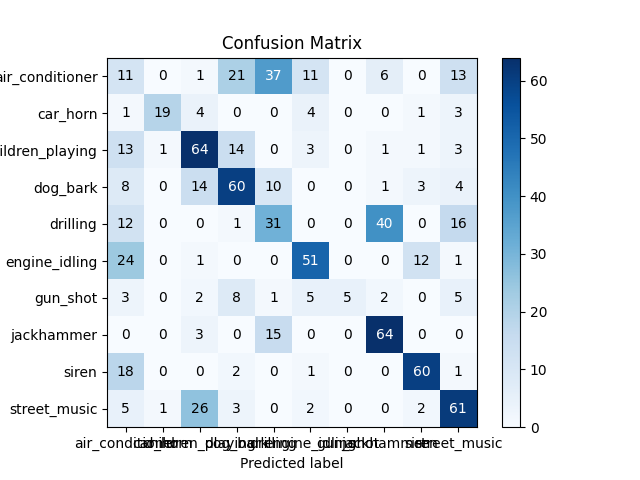 Confusion Matrix
air_conditioner 11 0 1 21 37 11 0 6 0 13
car_horn 1 19 4 0 0 4 0 0 1 3
ildren_playing 13 1 64 14 0 3 0 1 1 3
dog_bark 8 0 14 60 10 0 0 1 3 4
drilling 12 0 0 1 31 0 0 40 0 16
engine_idling 24 0 1 0 0 51 0 0 12 1
gun_shot 3 0 2 8 1 5 5 2 0 5
jackhammer 0 0 3 0 15 0 0 64 0 0
siren 18 0 0 2 0 1 0 0 60 1
street_music 5 1 26 3 0 2 0 0 2 61
street_music
Predicted label
60
50
40
30
20
10
0